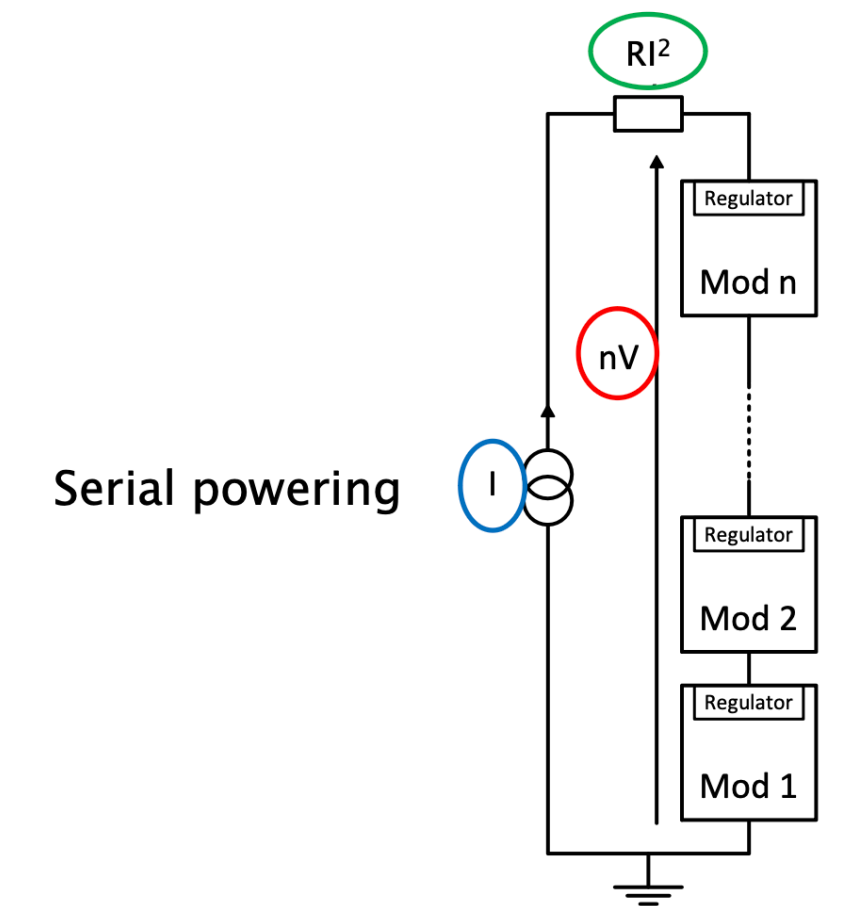 RI²
Regulator
Mod n
nV
Serial powering
I
Regulator
Mod 2
Regulator
Mod 1